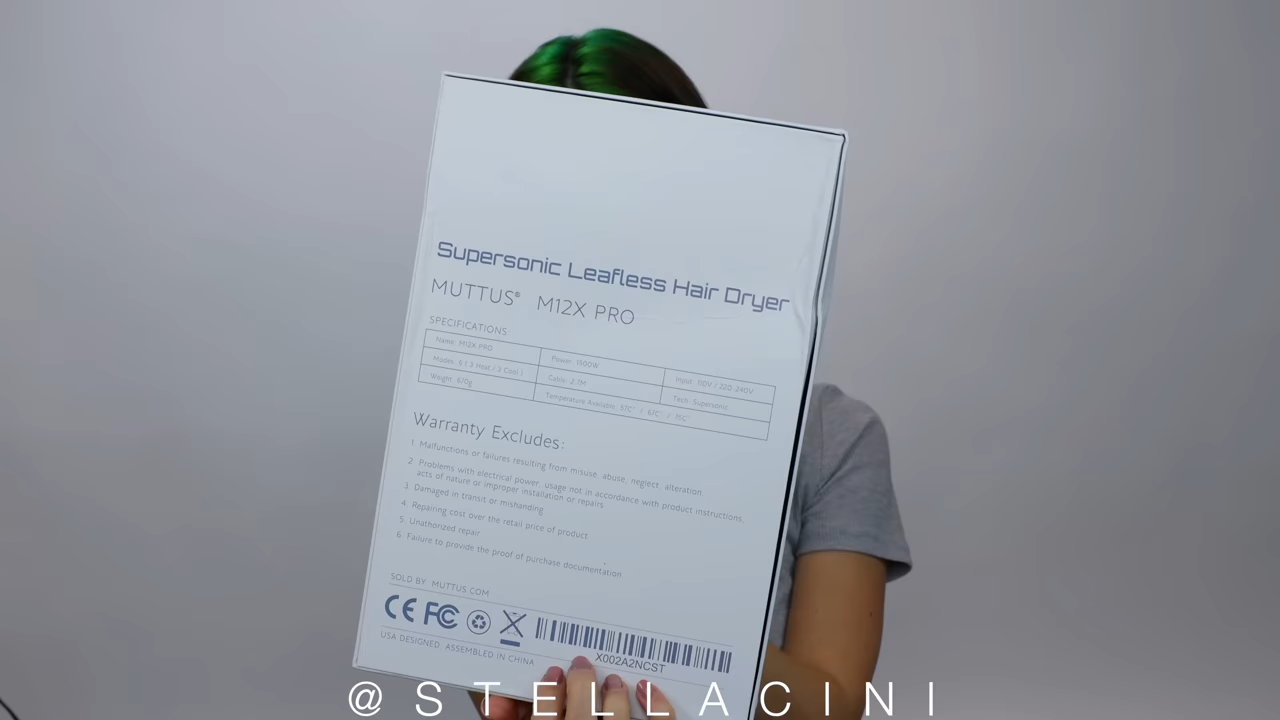 Supersonic Leafless Hair Dryer
MUTTUS® M12X PRO
SPECIFICATIONS
Name: M12X PRO
Power: 1500W
Input: 110V / 220-240V
Modes: 5 ( 3 Heat / 2 Cool )
Cable: 2.7M
Tech: Supersonic
Weight: 670g
Temperature Available: 57C° / 67C° / 75C°
Warranty Excludes:
1. Malfunctions or failures resulting from misuse, abuse, neglect, alteration
2. Problems with electrical power, usage not in accordance with product instructions,
acts of nature or improper installation or repairs
3. Damaged in transit or mishanding
4. Repairing cost over the retail price of product
5. Unathorized repair
6. Failure to provide the proof of purchase documentation
SOLD BY: MUTTUS.COM
CE FC
X002A2NCST
USA DESIGNED. ASSEMBLED IN CHINA
@STELLACINI